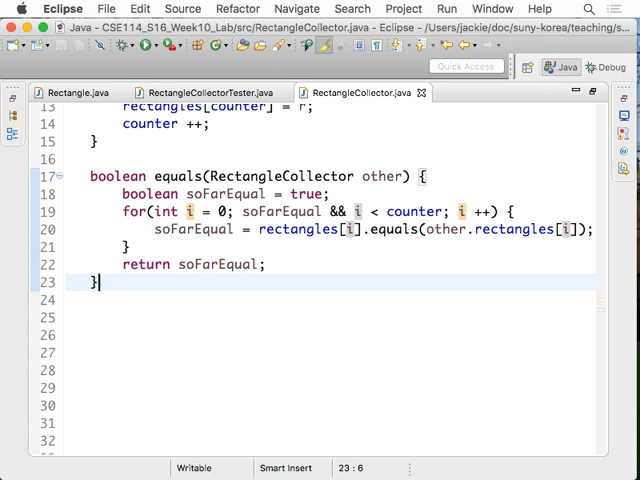 Eclipse File Edit Source Refactor Navigate Search Project Run Window Help
Java - CSE114_S16_Week10_Lab/src/RectangleCollector.java - Eclipse - /Users/jackie/doc/suny-korea/teaching/s...
Quick Access Java Debug
Rectangle.java RectangleCollectorTester.java RectangleCollector.java
13 rectangles[counter] = r;
14 counter ++;
15 }
16
17 boolean equals(RectangleCollector other) {
18 boolean soFarEqual = true;
19 for(int i = 0; soFarEqual && i < counter; i ++) {
20 soFarEqual = rectangles[i].equals(other.rectangles[i]);
21 }
22 return soFarEqual;
23 }
24
25
26
27
28
29
30
31
32
Writable Smart Insert 23 : 6